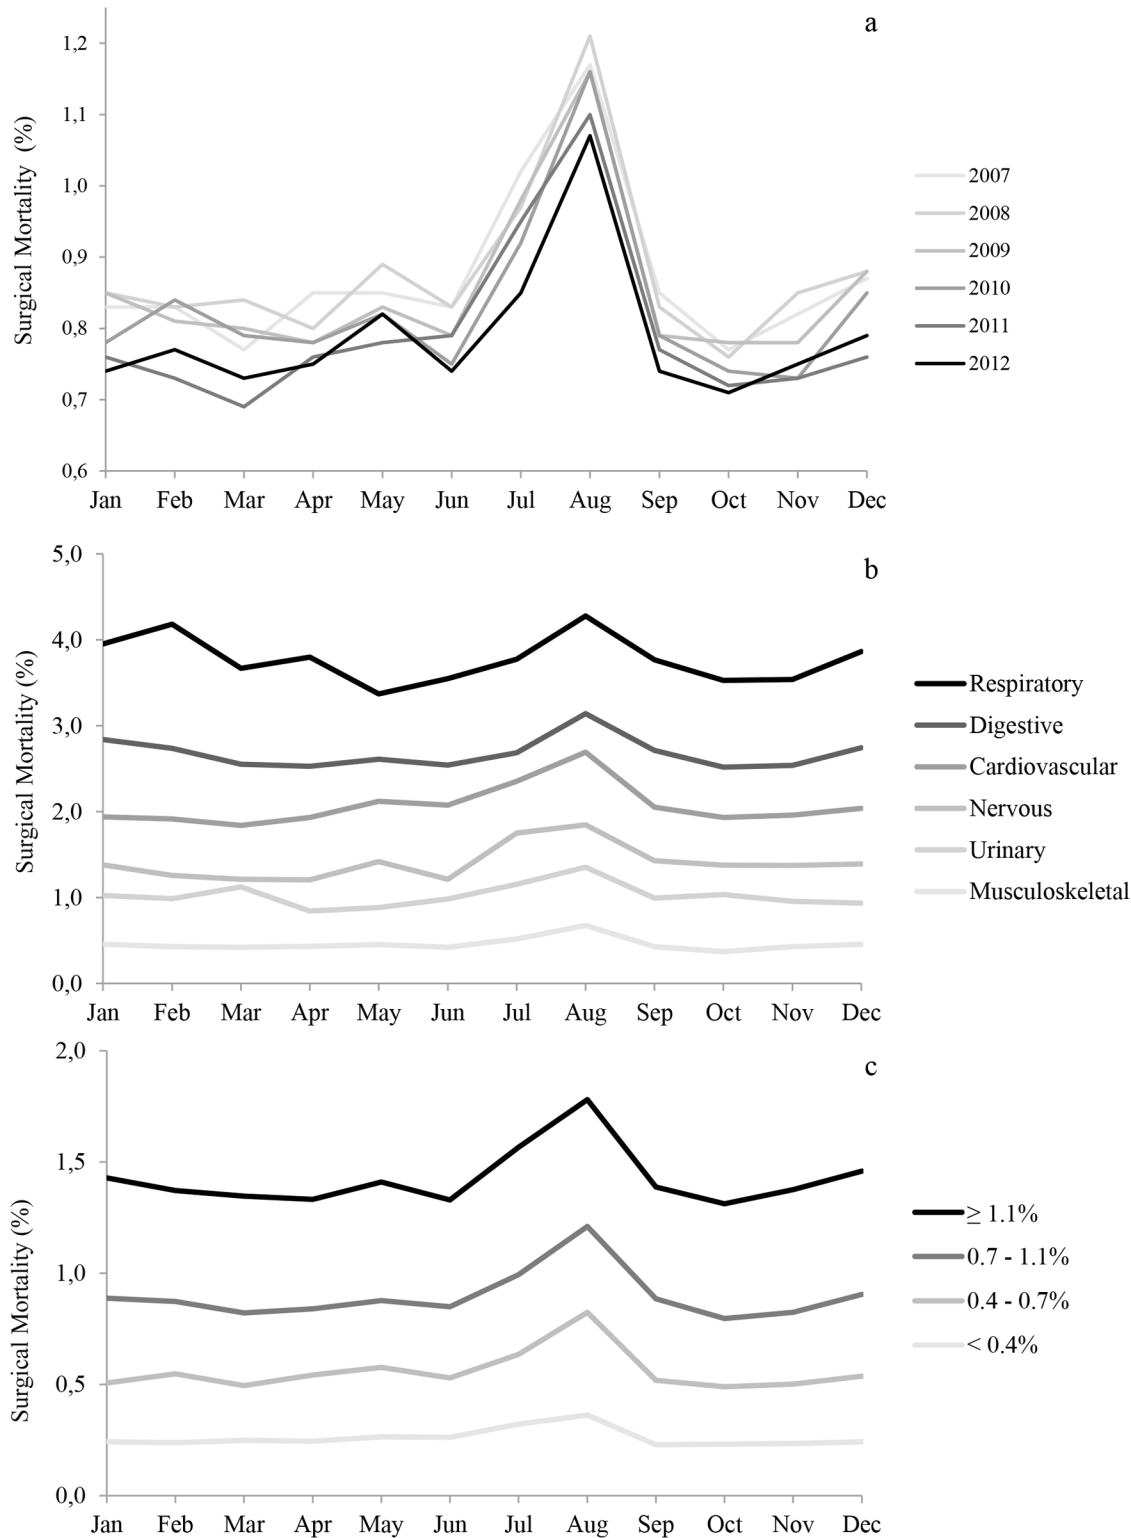 a
1,2
1,1
1,0
0,9
0,8
0,7
0,6
Surgical Mortality (%)
Jan Feb Mar Apr May Jun Jul Aug Sep Oct Nov Dec
2007
2008
2009
2010
2011
2012
b
5,0
4,0
3,0
2,0
1,0
0,0
Surgical Mortality (%)
Jan Feb Mar Apr May Jun Jul Aug Sep Oct Nov Dec
Respiratory
Digestive
Cardiovascular
Nervous
Urinary
Musculoskeletal
c
2,0
1,5
1,0
0,5
0,0
Surgical Mortality (%)
Jan Feb Mar Apr May Jun Jul Aug Sep Oct Nov Dec
≥ 1.1%
0.7 - 1.1%
0.4 - 0.7%
< 0.4%